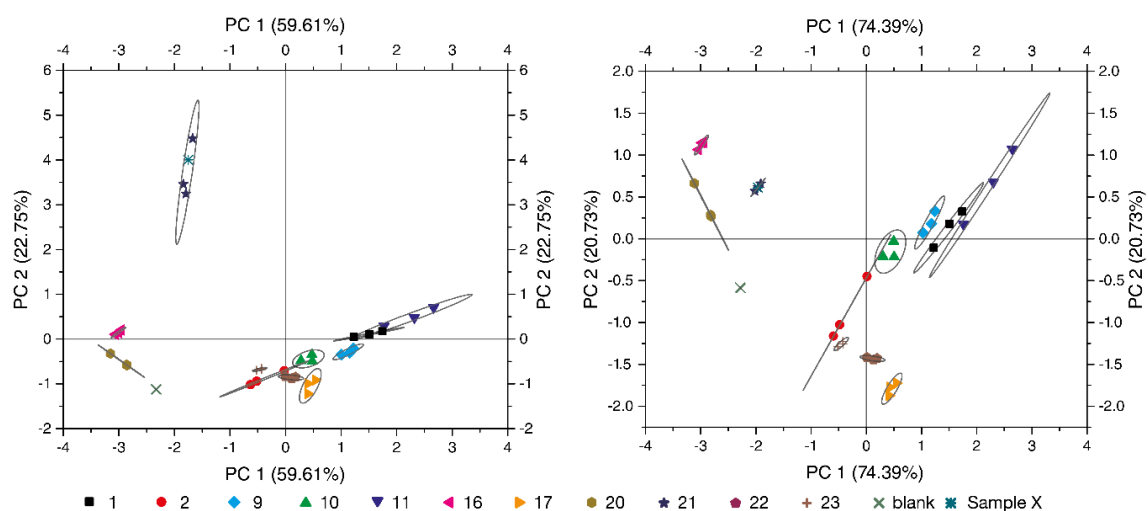 PC 1 (59.61%)
-4 -3 -2 -1 0 1 2 3 4
6 6
5 5
4 4
3 3
2 2
1 1
0 0
-1 -1
-2 -2
PC 2 (22.75%)
PC 2 (22.75%)
-4 -3 -2 -1 0 1 2 3 4
PC 1 (59.61%)
PC 1 (74.39%)
-4 -3 -2 -1 0 1 2 3 4
2.0 2.0
1.5 1.5
1.0 1.0
0.5 0.5
0.0 0.0
-0.5 -0.5
-1.0 -1.0
-1.5 -1.5
-2.0 -2.0
PC 2 (20.73%)
PC 2 (20.73%)
-4 -3 -2 -1 0 1 2 3 4
PC 1 (74.39%)
1 2 9 10 11 16 17 20 21 22 23 blank Sample X